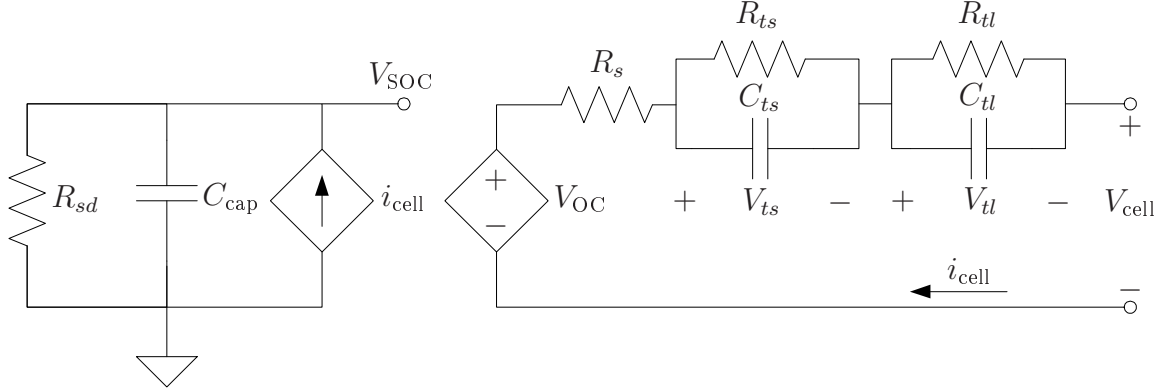 R_ts R_tl
V_SOC R_s
C_ts C_tl
+
R_sd C_cap i_cell + − V_OC + V_ts − + V_tl − V_cell
i_cell
−